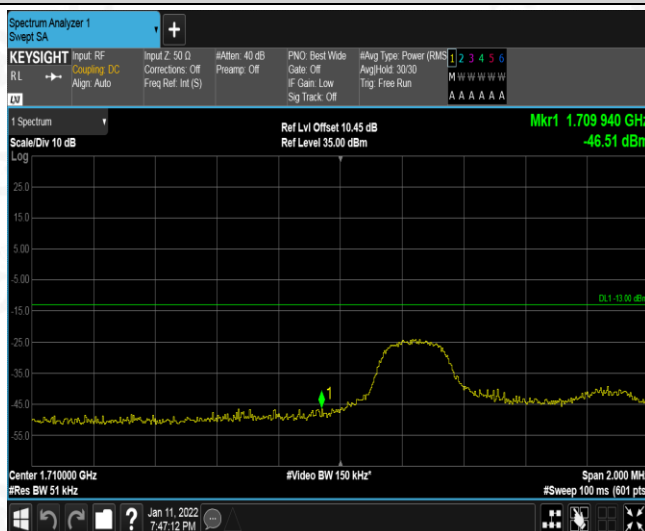 Spectrum Analyzer 1
Swept SA
+
KEYSIGHT
RL
LXI
Input: RF
Coupling: DC
Align: Auto
Input Z: 50 Ω
Corrections: Off
Freq Ref: Int (S)
#Atten: 40 dB
Preamp: Off
PNO: Best Wide
Gate: Off
IF Gain: Low
Sig Track: Off
#Avg Type: Power (RMS
Avg|Hold: 30/30
Trig: Free Run
1 2 3 4 5 6
M W W W W W
A A A A A A
1 Spectrum
Scale/Div 10 dB
Log
Ref Lvl Offset 10.45 dB
Ref Level 35.00 dBm
Mkr1 1.709 940 GHz
-46.51 dBm
25.0
15.0
5.00
-5.00
-15.0
-25.0
-35.0
-45.0
-55.0
DL1 -13.00 dBm
1
Center 1.710000 GHz
#Res BW 51 kHz
#Video BW 150 kHz*
Span 2.000 MHz
#Sweep 100 ms (601 pts)
?
Jan 11, 2022
7:47:12 PM